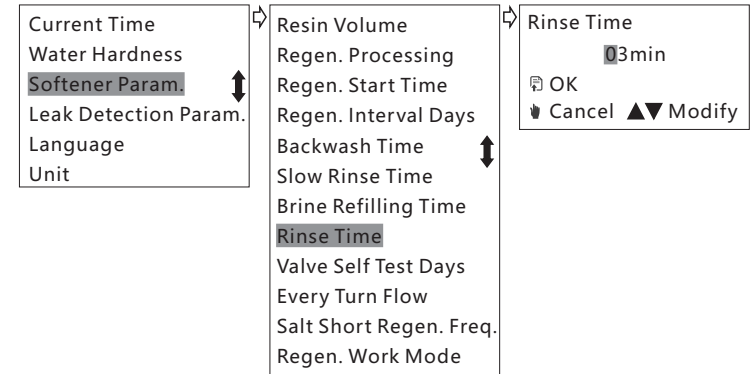 Current Time
Water Hardness
Softener Param.
Leak Detection Param.
Language
Unit
Resin Volume
Regen. Processing
Regen. Start Time
Regen. Interval Days
Backwash Time
Slow Rinse Time
Brine Refilling Time
Rinse Time
Valve Self Test Days
Every Turn Flow
Salt Short Regen. Freq.
Regen. Work Mode
Rinse Time
03min
OK
Cancel ▲▼ Modify